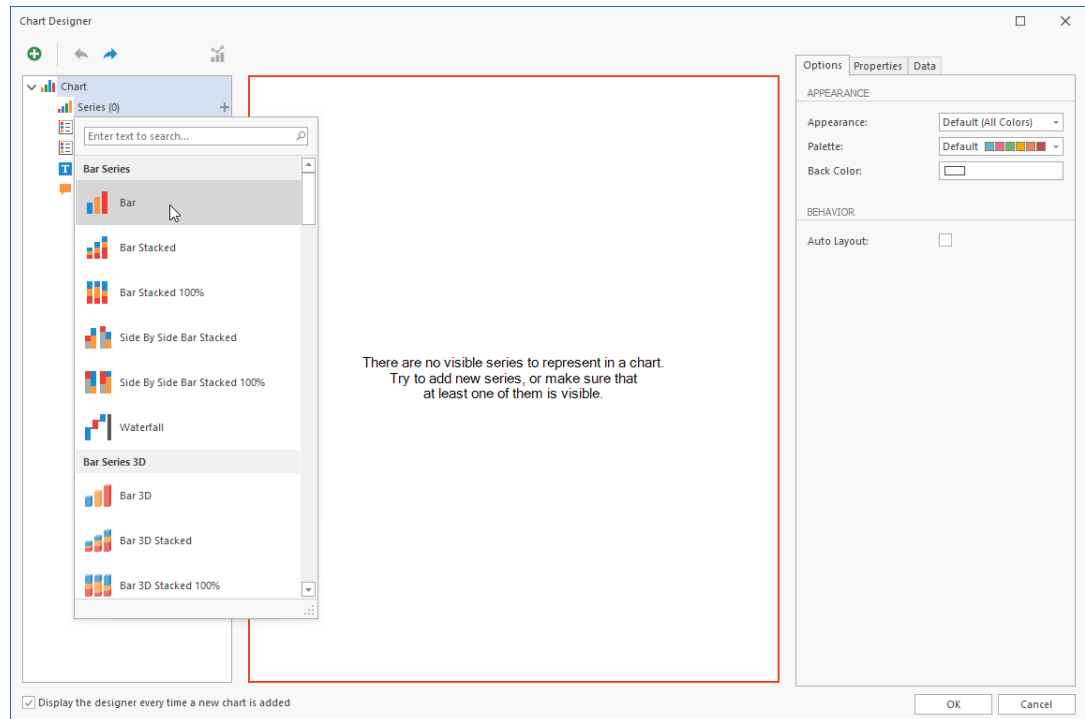 Chart Designer
Chart
Series (0)
Enter text to search...
Bar Series
Bar
Bar Stacked
Bar Stacked 100%
Side By Side Bar Stacked
Side By Side Bar Stacked 100%
Waterfall
Bar Series 3D
Bar 3D
Bar 3D Stacked
Bar 3D Stacked 100%
There are no visible series to represent in a chart.
Try to add new series, or make sure that
at least one of them is visible.
Options Properties Data
APPEARANCE
Appearance: Default (All Colors)
Palette: Default
Back Color:
BEHAVIOR
Auto Layout:
Display the designer every time a new chart is added
OK Cancel